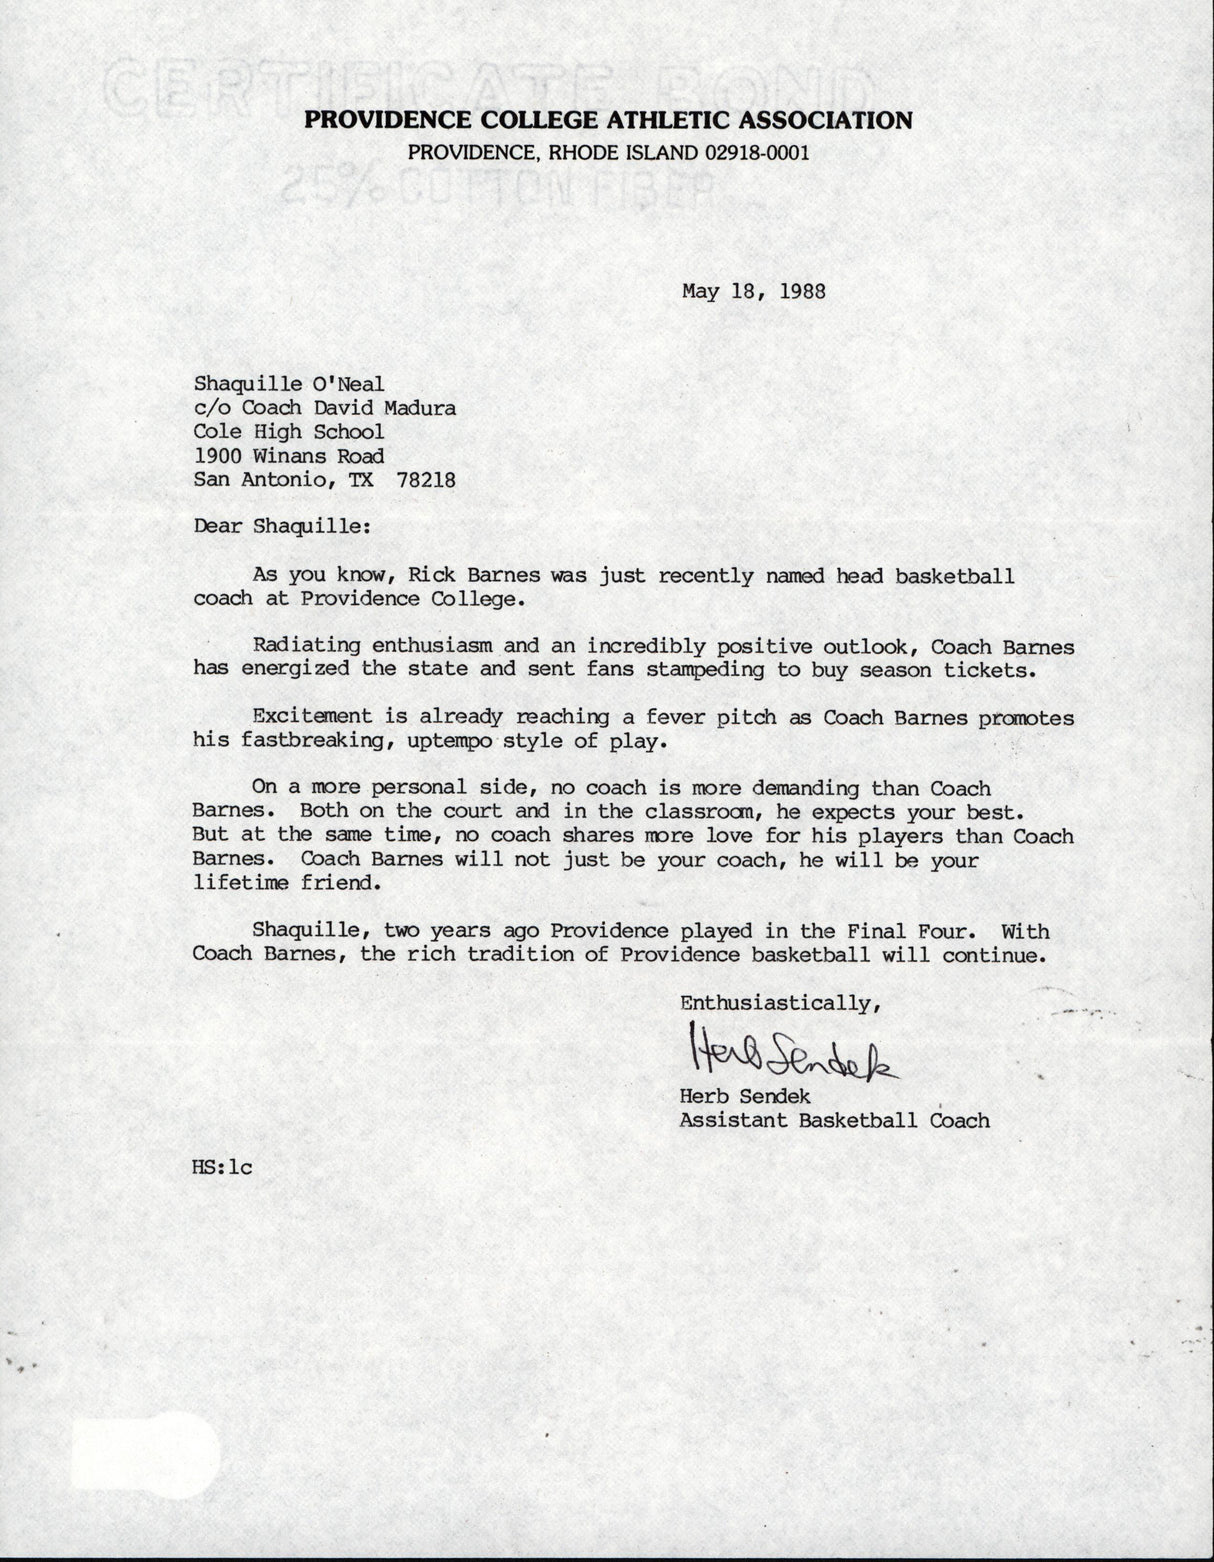 CERTIFICATE BOND
PROVIDENCE COLLEGE ATHLETIC ASSOCIATION
PROVIDENCE, RHODE ISLAND 02918-0001
25% COTTON FIBER
May 18, 1988
Shaquille O'Neal
c/o Coach David Madura
Cole High School
1900 Winans Road
San Antonio, TX  78218
Dear Shaquille:
As you know, Rick Barnes was just recently named head basketball
coach at Providence College.
Radiating enthusiasm and an incredibly positive outlook, Coach Barnes
has energized the state and sent fans stampeding to buy season tickets.
Excitement is already reaching a fever pitch as Coach Barnes promotes
his fastbreaking, uptempo style of play.
On a more personal side, no coach is more demanding than Coach
Barnes.  Both on the court and in the classroom, he expects your best.
But at the same time, no coach shares more love for his players than Coach
Barnes.  Coach Barnes will not just be your coach, he will be your
lifetime friend.
Shaquille, two years ago Providence played in the Final Four.  With
Coach Barnes, the rich tradition of Providence basketball will continue.
Enthusiastically,
Herb Sendek
Herb Sendek
Assistant Basketball Coach
HS:lc